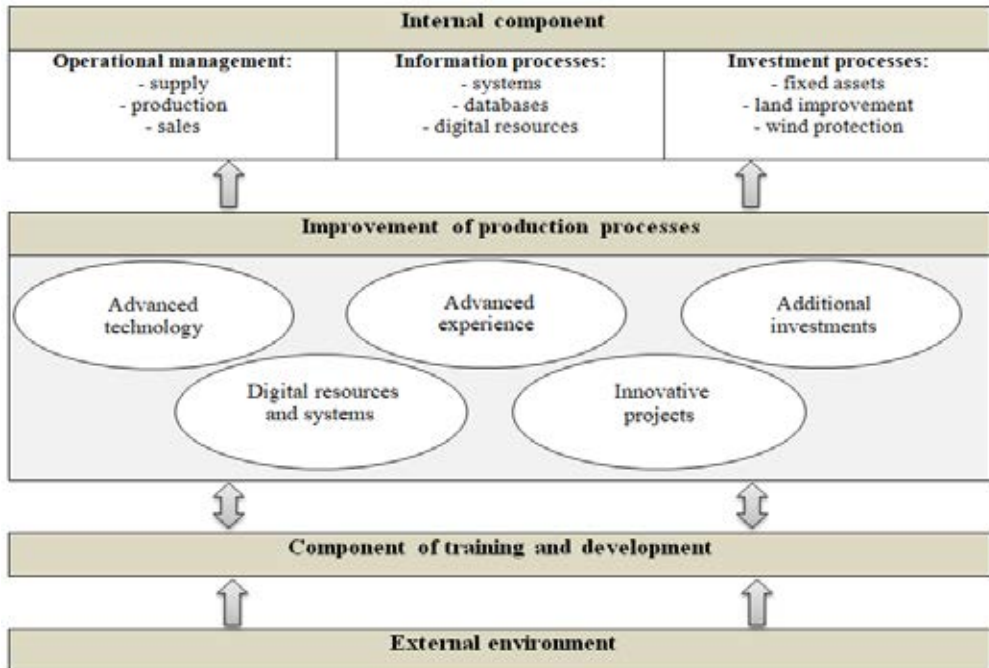 Internal component
Operational management:
- supply
- production
- sales
Information processes:
- systems
- databases
- digital resources
Investment processes:
- fixed assets
- land improvement
- wind protection
Improvement of production processes
Advanced
technology
Advanced
experience
Additional
investments
Digital resources
and systems
Innovative
projects
Component of training and development
External environment